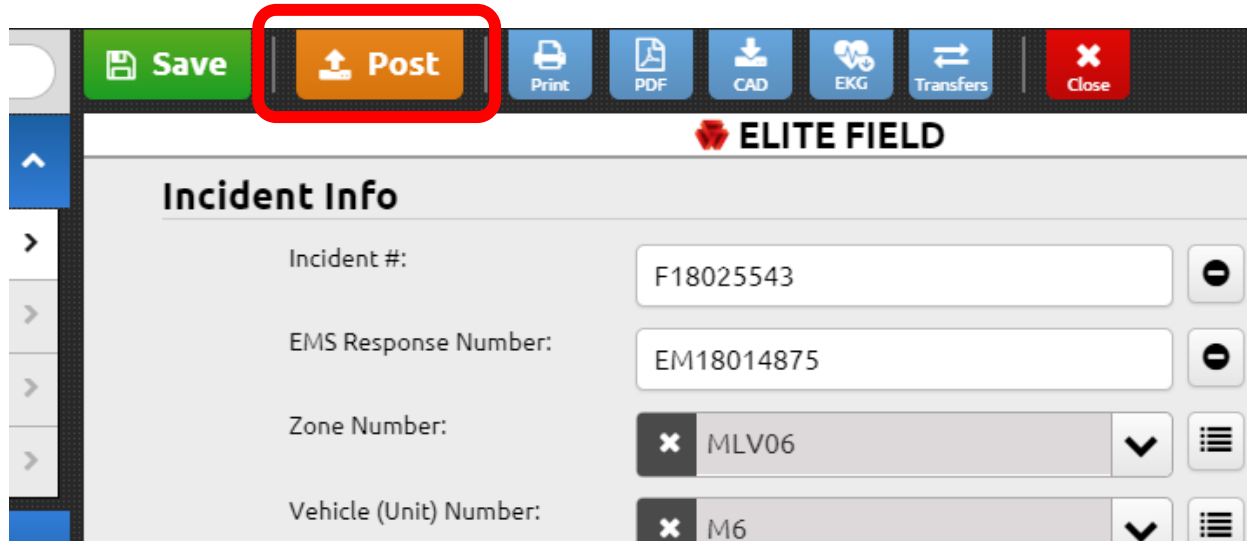 Save Post Print PDF CAD EKG Transfers Close
ELITE FIELD
Incident Info
Incident #: F18025543
EMS Response Number: EM18014875
Zone Number: MLV06
Vehicle (Unit) Number: M6